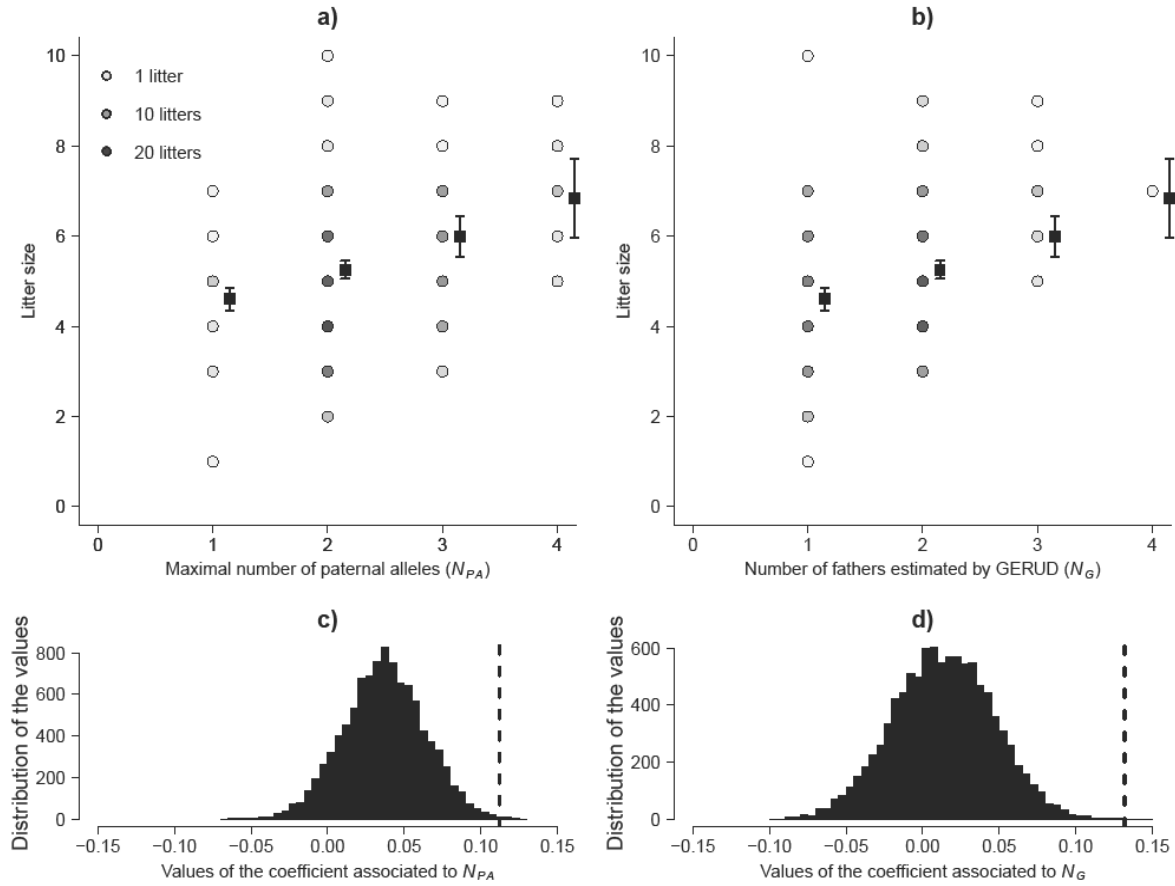 a)
10
8
6
4
2
0
Litter size
1 litter
10 litters
20 litters
0 1 2 3 4
Maximal number of paternal alleles (N_PA)
b)
10
8
6
4
2
0
Litter size
0 1 2 3 4
Number of fathers estimated by GERUD (N_G)
c)
800
600
400
200
0
Distribution of the values
−0.15 −0.10 −0.05 0.00 0.05 0.10 0.15
Values of the coefficient associated to N_PA
d)
600
400
200
0
Distribution of the values
−0.15 −0.10 −0.05 0.00 0.05 0.10 0.15
Values of the coefficient associated to N_G